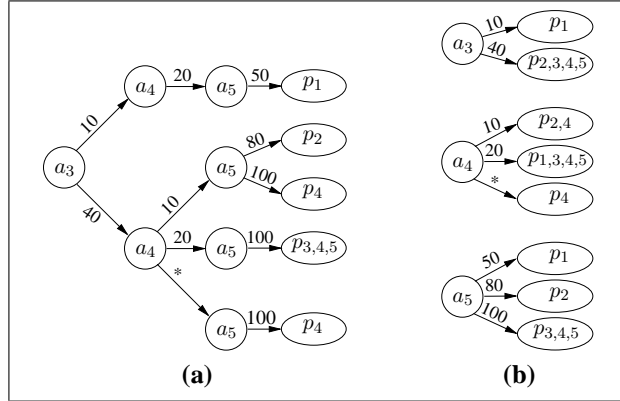 10 p1
a3
40 p2,3,4,5
a4 20 a5 50 p1
10
80 p2
a5
100 p4
a3
10
40
a4 20 a5 100 p3,4,5
*
a5 100 p4
10 p2,4
a4 20 p1,3,4,5
* p4
50 p1
a5 80 p2
100 p3,4,5
(a) (b)